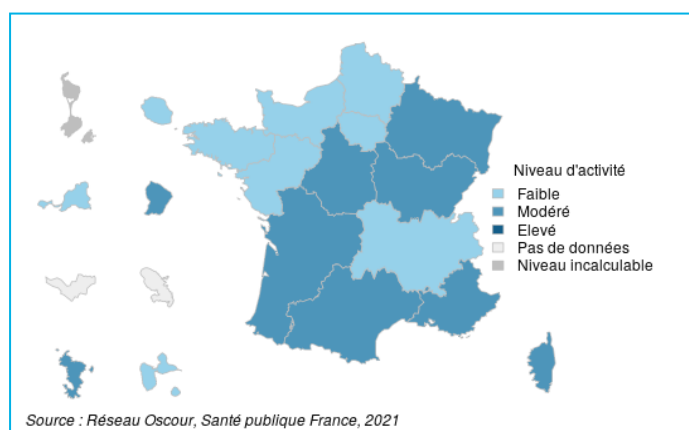 Niveau d'activité
Faible
Modéré
Elevé
Pas de données
Niveau incalculable
Source : Réseau Oscour, Santé publique France, 2021